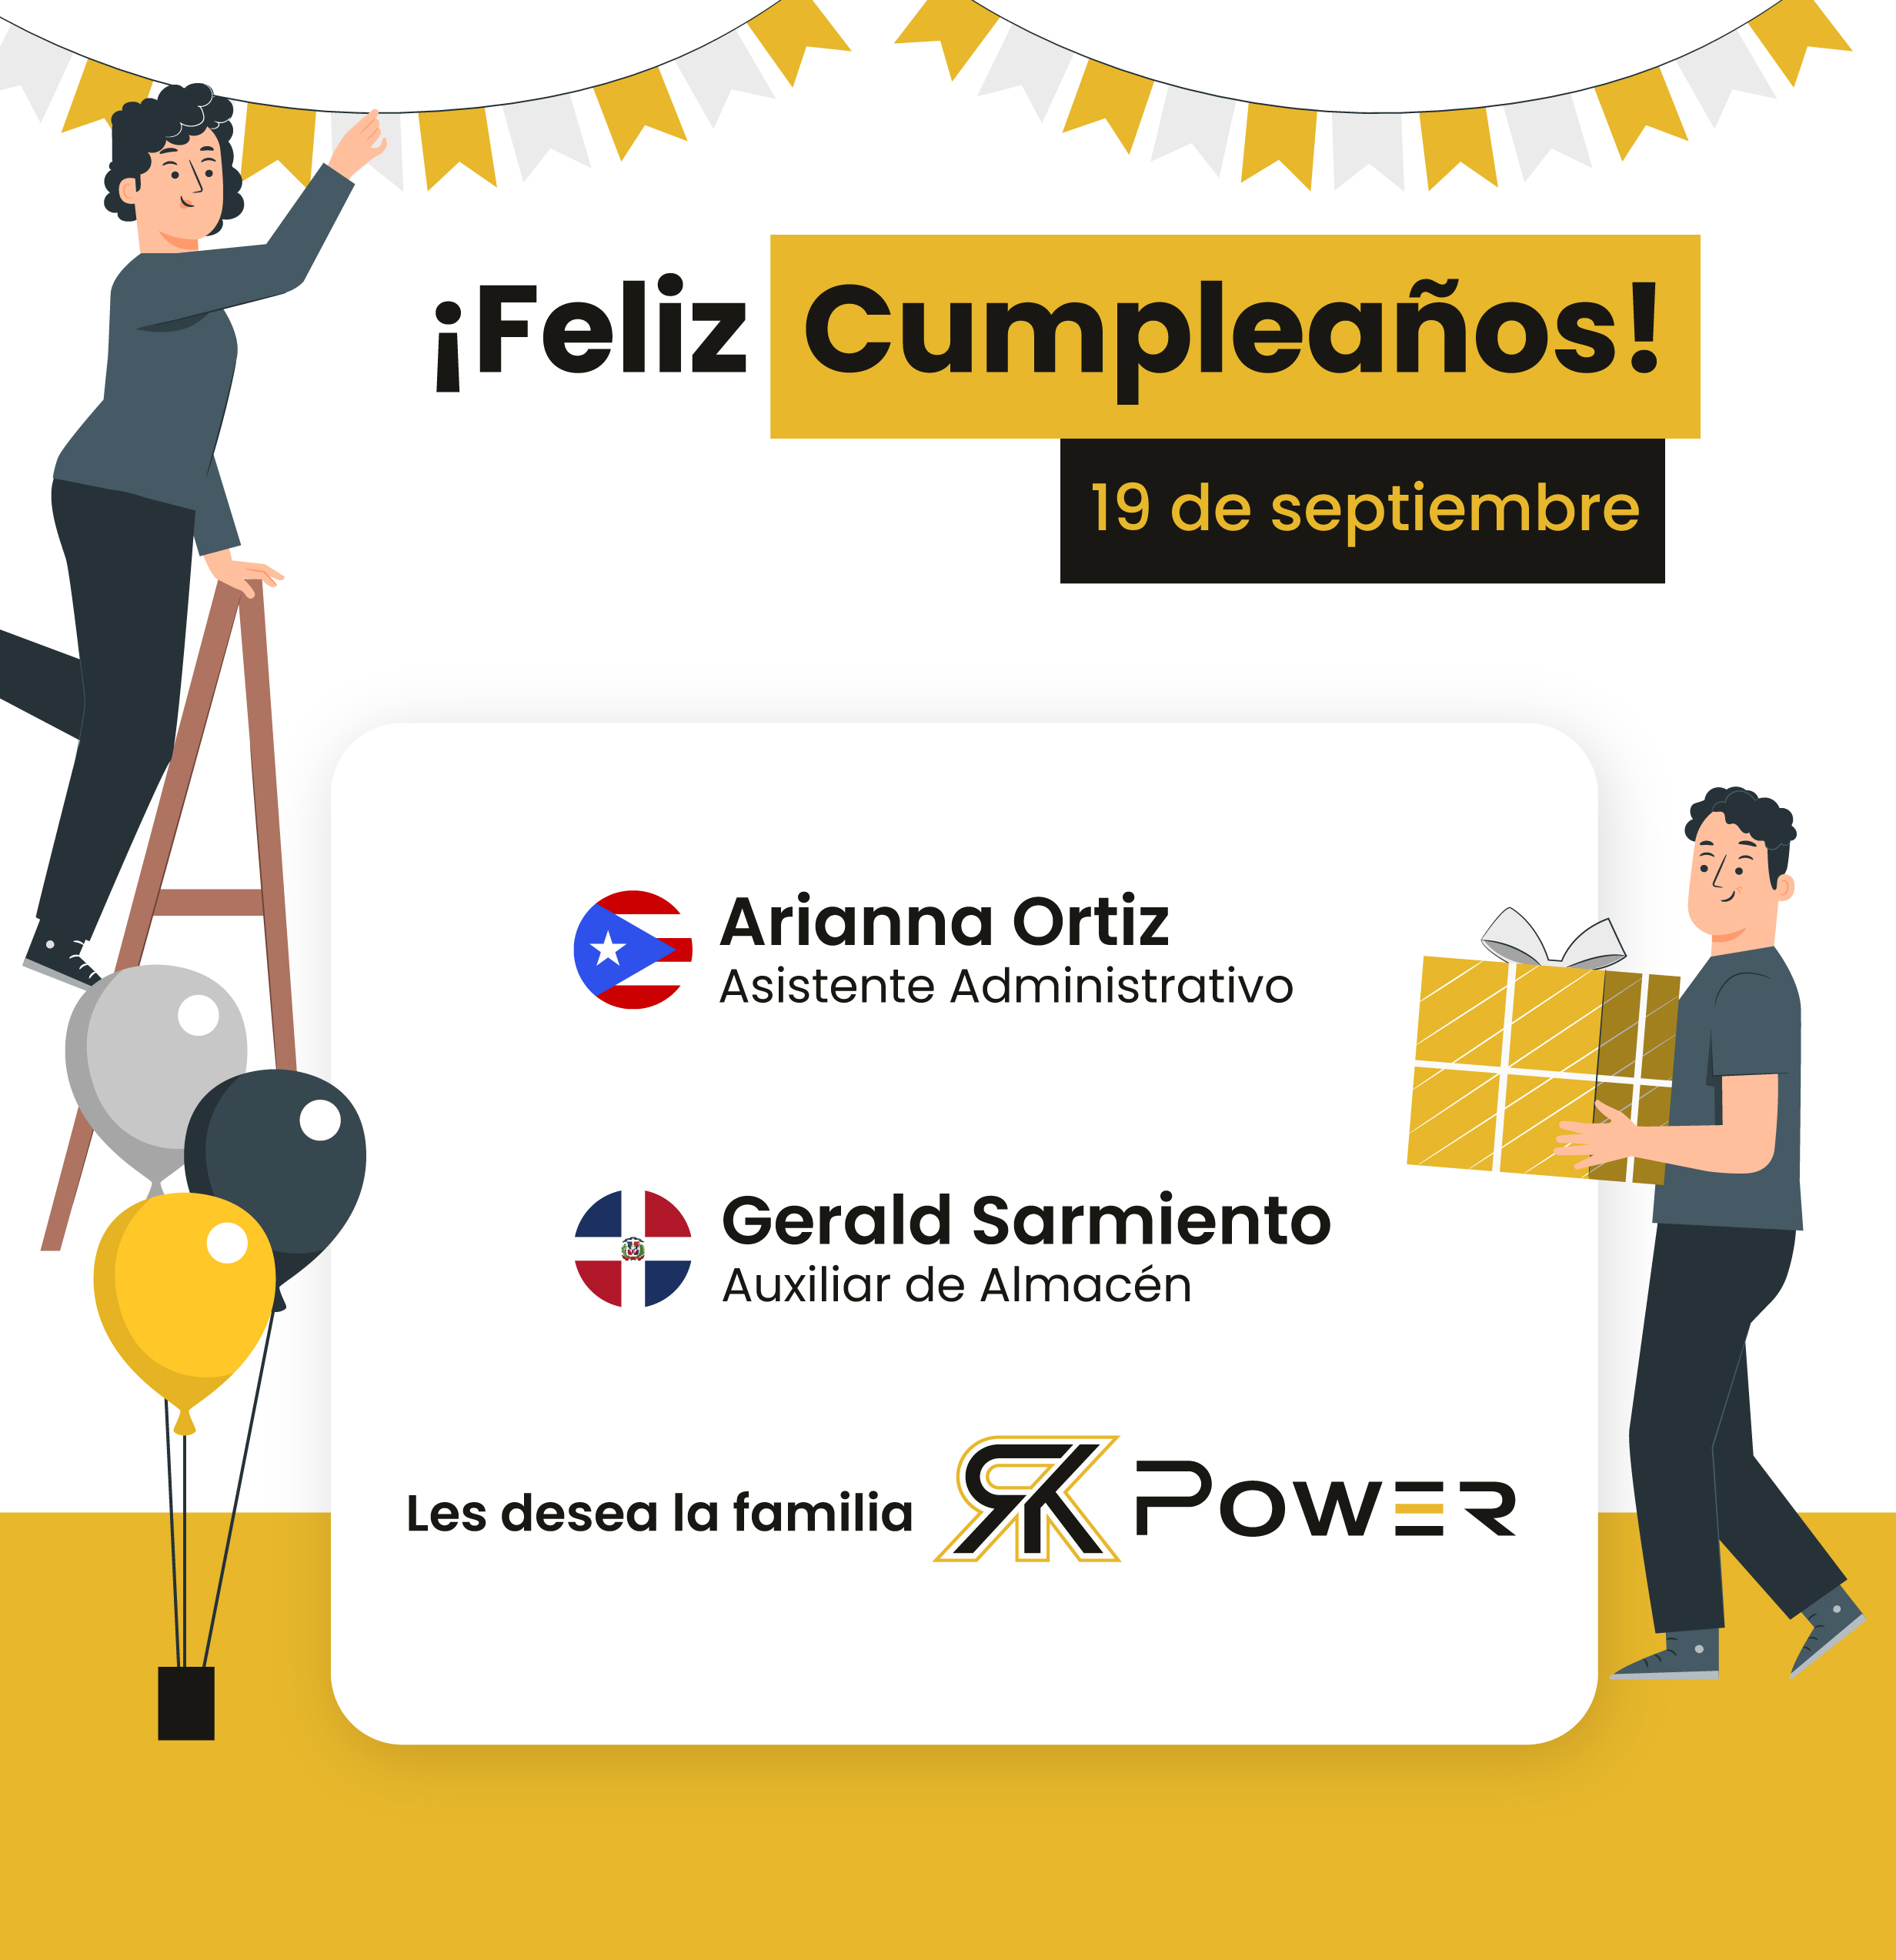 ¡Feliz Cumpleaños!
19 de septiembre
Arianna Ortiz
Asistente Administrativo
Gerald Sarmiento
Auxiliar de Almacén
Les desea la familia RK POWER